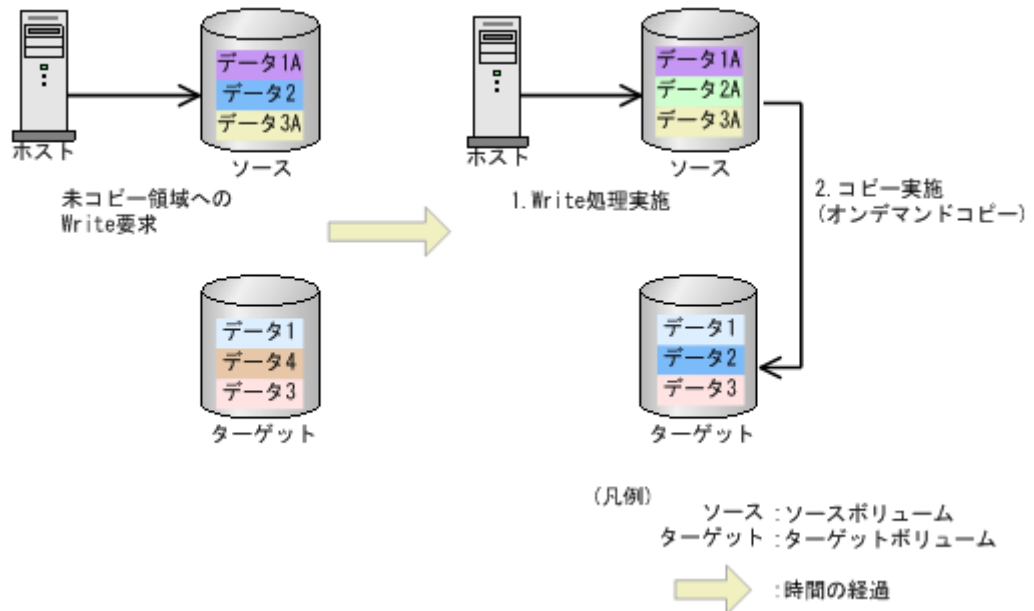 データ1A
データ2
データ3A
ホスト
ソース
未コピー領域への
Write要求
データ1
データ4
データ3
ターゲット
データ1A
データ2A
データ3A
ホスト
ソース
1.Write処理実施
2.コピー実施
(オンデマンドコピー)
データ1
データ2
データ3
ターゲット
(凡例)
ソース :ソースボリューム
ターゲット :ターゲットボリューム
:時間の経過